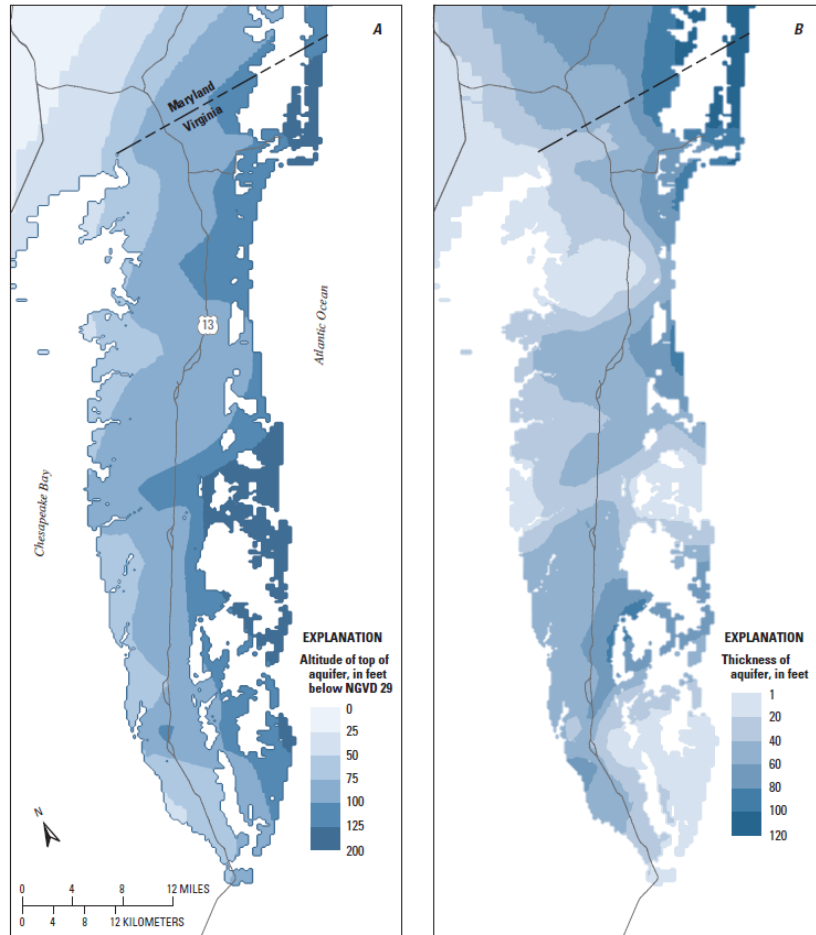 A
Maryland
Virginia
13
Atlantic Ocean
Chesapeake Bay
EXPLANATION
Altitude of top of
aquifer, in feet
below NGVD 29
0
25
50
75
100
125
200
N
0 4 8 12 MILES
0 4 8 12 KILOMETERS
B
EXPLANATION
Thickness of
aquifer, in feet
1
20
40
60
80
100
120